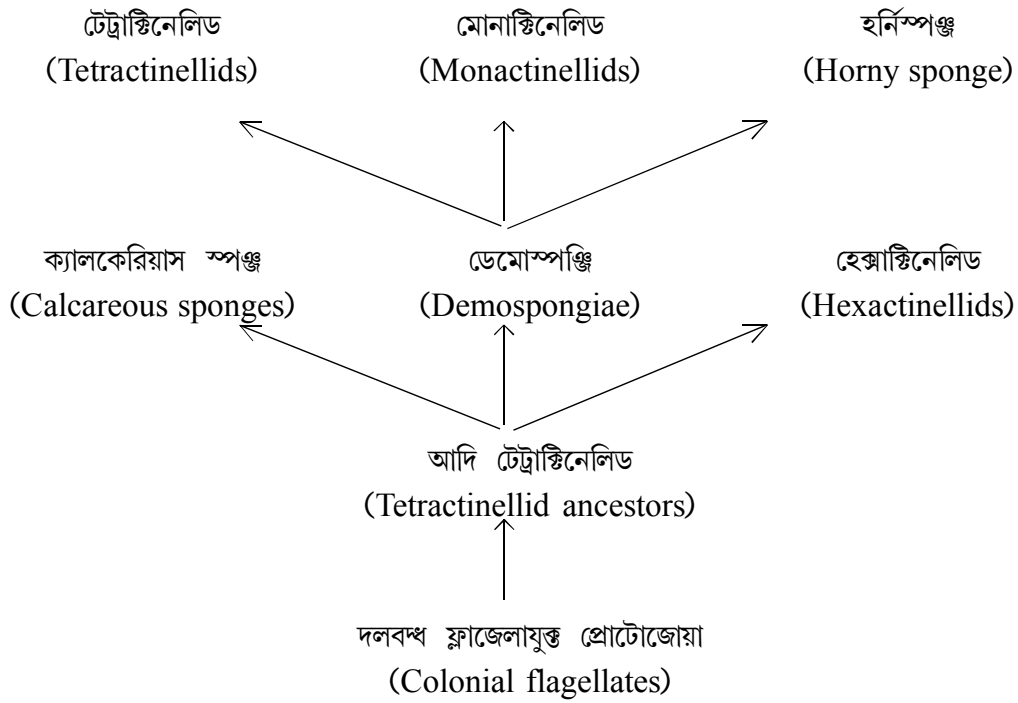 টেট্রাক্টিনেলিড মোনাক্টিনেলিড হর্নিস্পঞ্জ
(Tetractinellids) (Monactinellids) (Horny sponge)
ক্যালকেরিয়াস স্পঞ্জ ডেমোস্পঞ্জি হেক্সাক্টিনেলিড
(Calcareous sponges) (Demospongiae) (Hexactinellids)
আদি টেট্রাক্টিনেলিড
(Tetractinellid ancestors)
দলবদ্ধ ফ্লাজেলাযুক্ত প্রোটোজোয়া
(Colonial flagellates)